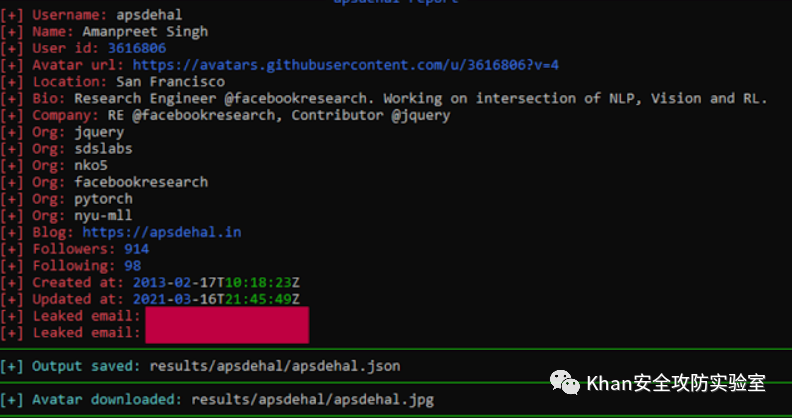 apsdehal report
[+] Username: apsdehal
[+] Name: Amanpreet Singh
[+] User id: 3616806
[+] Avatar url: https://avatars.githubusercontent.com/u/3616806?v=4
[+] Location: San Francisco
[+] Bio: Research Engineer @facebookresearch. Working on intersection of NLP, Vision and RL.
[+] Company: RE @facebookresearch, Contributor @jquery
[+] Org: jquery
[+] Org: sdslabs
[+] Org: nko5
[+] Org: facebookresearch
[+] Org: pytorch
[+] Org: nyu-mll
[+] Blog: https://apsdehal.in
[+] Followers: 914
[+] Following: 98
[+] Created at: 2013-02-17T10:18:23Z
[+] Updated at: 2021-03-16T21:45:49Z
[+] Leaked email:
[+] Leaked email:
[+] Output saved: results/apsdehal/apsdehal.json
Khan安全攻防实验室
[+] Avatar downloaded: results/apsdehal/apsdehal.jpg